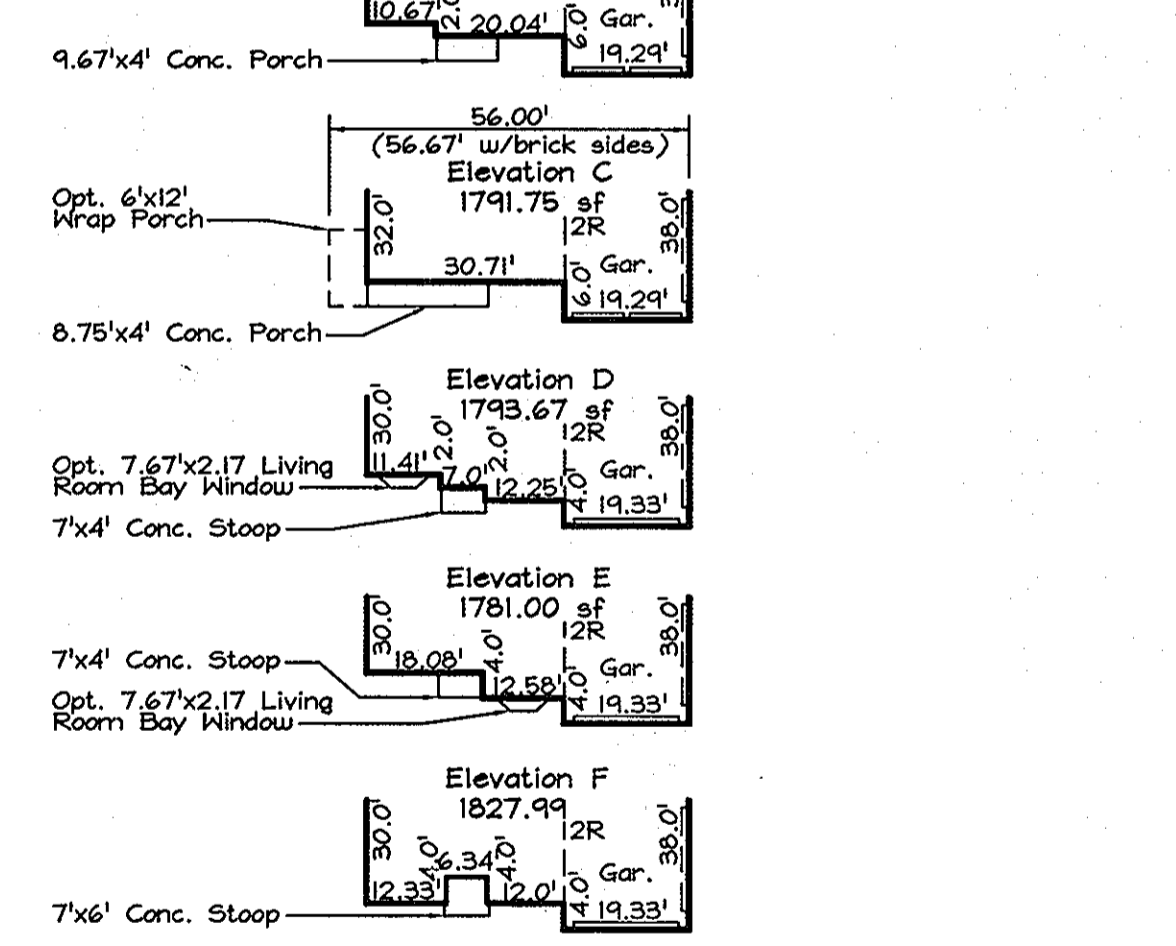 10.67'
2.0'
20.04'
6.0'
Gar.
19.29'
9.67'x4' Conc. Porch
56.00'
(56.67' w/brick sides)
Elevation C
1791.75 sf
Opt. 6'x12'
Wrap Porch
32.0'
2R
38.0'
30.71'
6.0'
Gar.
19.29'
8.75'x4' Conc. Porch
Elevation D
1793.67 sf
30.0'
2.0'
2.0'
2R
38.0'
Opt. 7.67'x2.17 Living
Room Bay Window
11.41'
7.0'
12.25'
4.0'
Gar.
19.33'
7'x4' Conc. Stoop
Elevation E
1781.00 sf
30.0'
4.0'
2R
38.0'
7'x4' Conc. Stoop
18.08'
12.58'
4.0'
Gar.
19.33'
Opt. 7.67'x2.17 Living
Room Bay Window
Elevation F
1827.99
30.0'
2R
38.0'
4.0'
6.34'
4.0'
12.33'
12.0'
4.0'
Gar.
19.33'
7'x6' Conc. Stoop